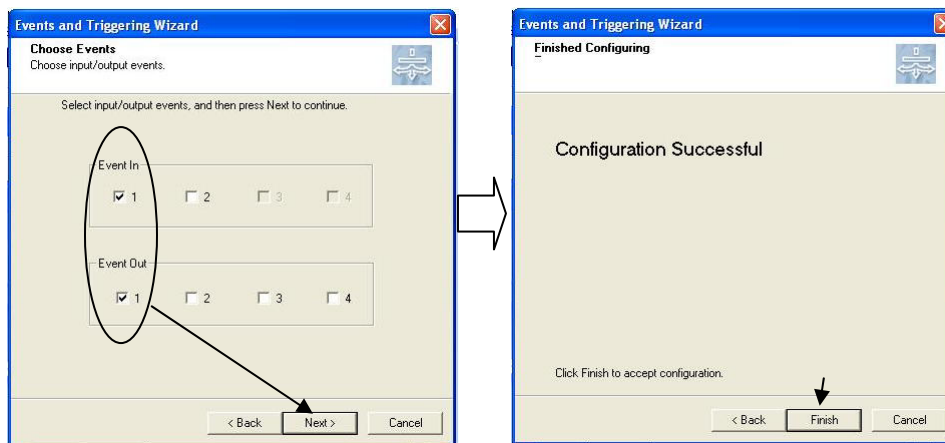 Events and Triggering Wizard
Choose Events
Choose input/output events.
Select input/output events, and then press Next to continue.
Event In
1 2 3 4
Event Out
1 2 3 4
< Back Next > Cancel
Events and Triggering Wizard
Finished Configuring
Configuration Successful
Click Finish to accept configuration.
< Back Finish Cancel